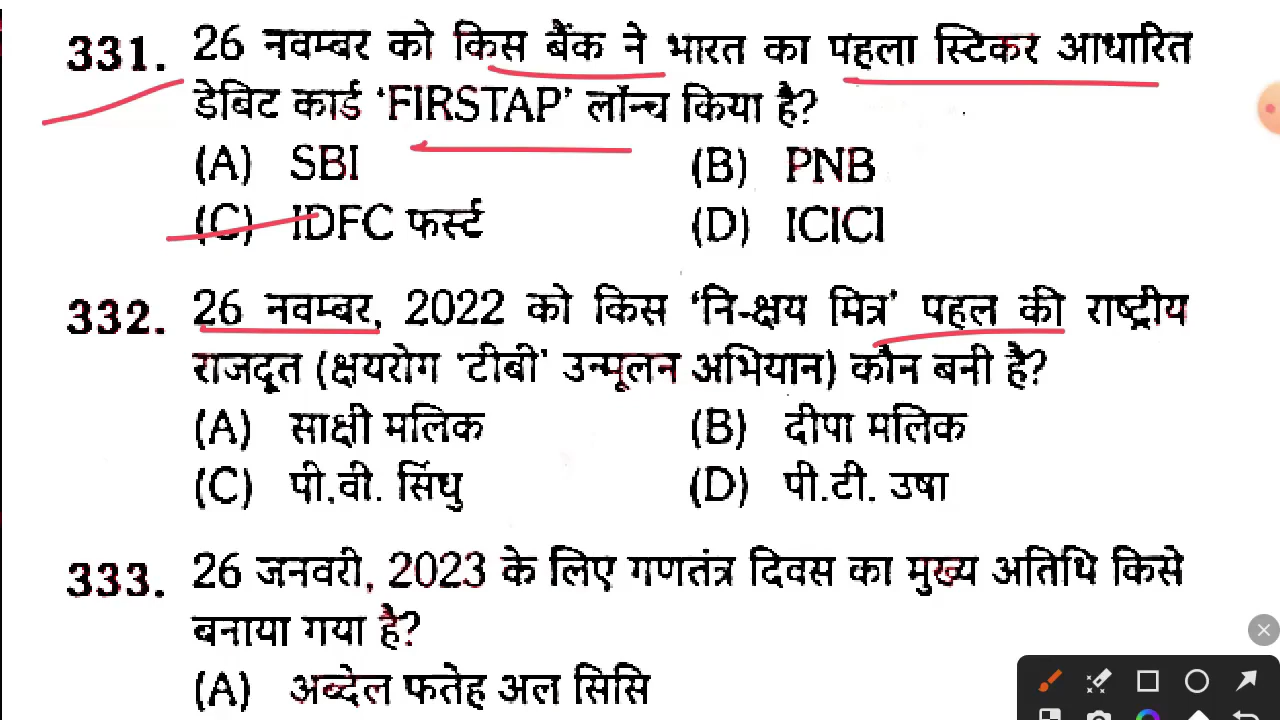 331. 26 नवम्बर को किस बैंक ने भारत का पहला स्टिकर आधारित
डेबिट कार्ड ‘FIRSTAP’ लॉन्च किया है?
(A) SBI (B) PNB
(C) IDFC फर्स्ट (D) ICICI
332. 26 नवम्बर, 2022 को किस ‘नि-क्षय मित्र’ पहल की राष्ट्रीय
राजदूत (क्षयरोग ‘टीबी’ उन्मूलन अभियान) कौन बनी है?
(A) साक्षी मलिक (B) दीपा मलिक
(C) पी.वी. सिंधु (D) पी.टी. उषा
333. 26 जनवरी, 2023 के लिए गणतंत्र दिवस का मुख्य अतिथि किसे
बनाया गया है?
(A) अब्देल फतेह अल सिसि